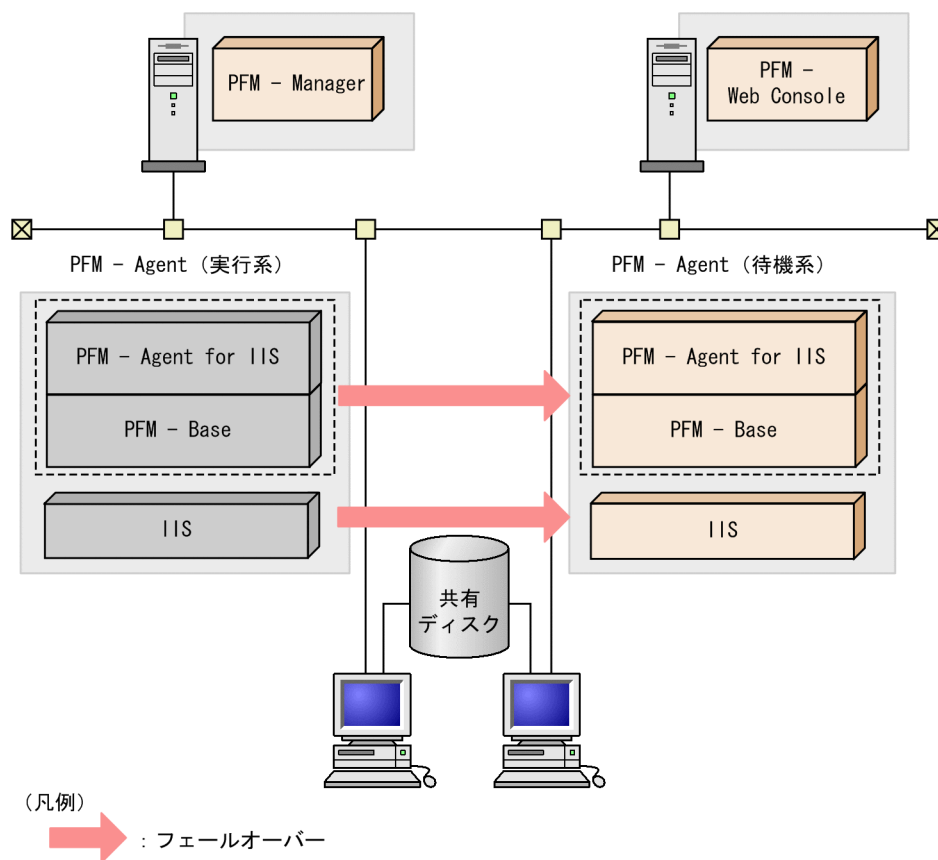 PFM - Manager
PFM -
Web Console
PFM - Agent (実行系)
PFM - Agent (待機系)
PFM - Agent for IIS
PFM - Base
IIS
PFM - Agent for IIS
PFM - Base
IIS
共有
ディスク
(凡例)
: フェールオーバー